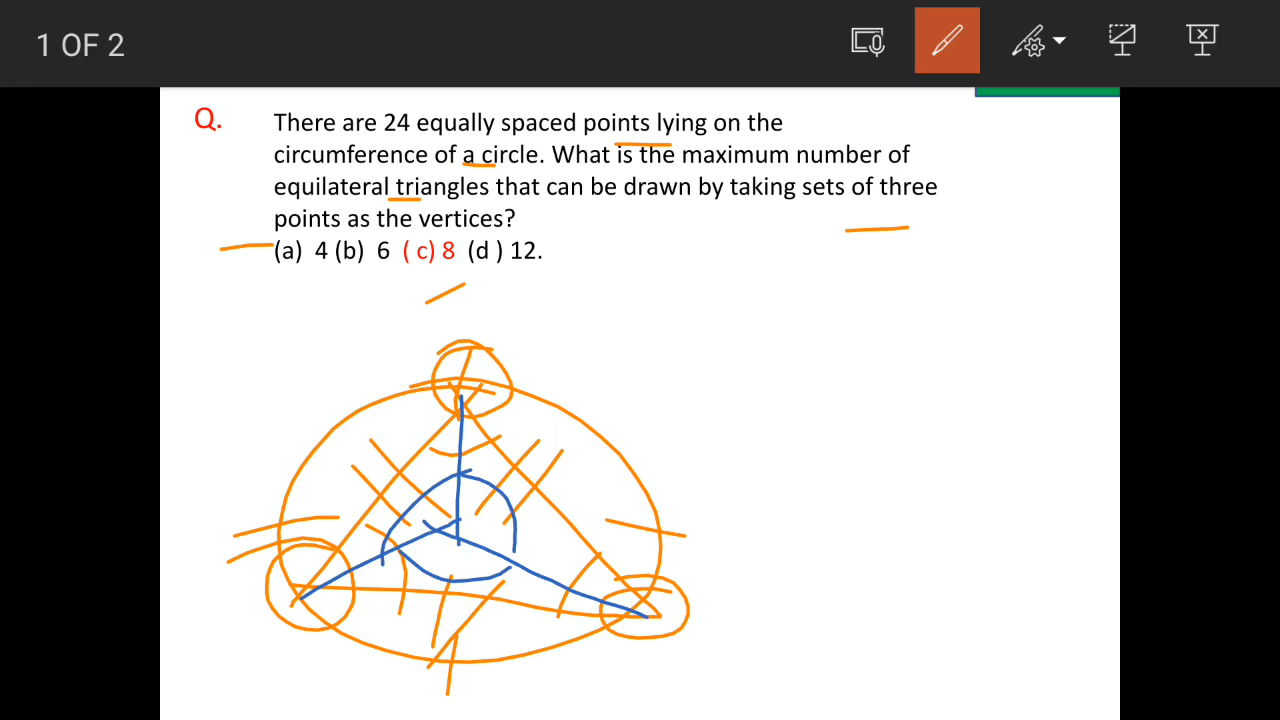 1 OF 2
Q. There are 24 equally spaced points lying on the
circumference of a circle. What is the maximum number of
equilateral triangles that can be drawn by taking sets of three
points as the vertices?
(a) 4 (b) 6 ( c) 8 (d ) 12.